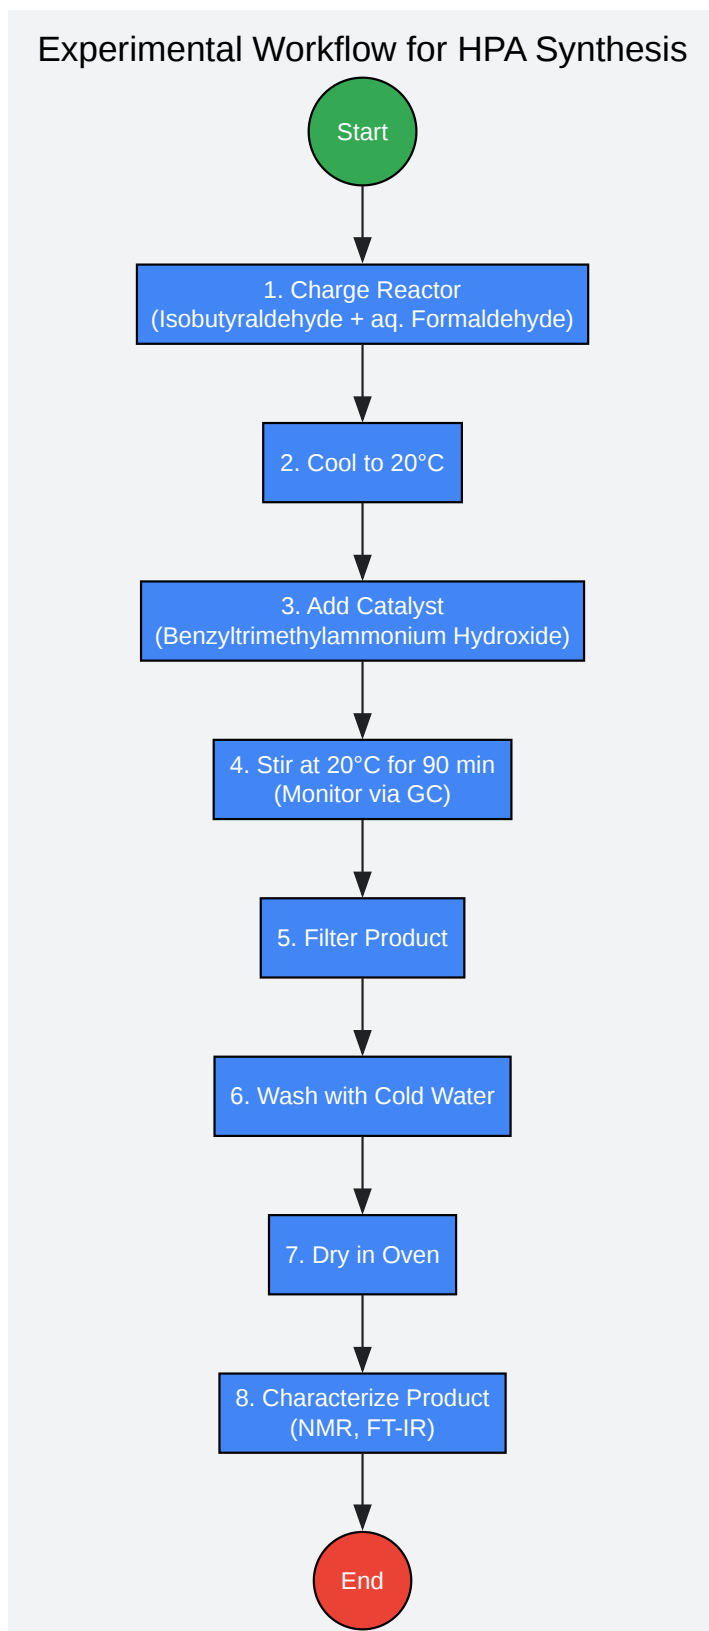 Experimental Workflow for HPA Synthesis
Start
1. Charge Reactor
(Isobutyraldehyde + aq. Formaldehyde)
2. Cool to 20°C
3. Add Catalyst
(Benzyltrimethylammonium Hydroxide)
4. Stir at 20°C for 90 min
(Monitor via GC)
5. Filter Product
6. Wash with Cold Water
7. Dry in Oven
8. Characterize Product
(NMR, FT-IR)
End